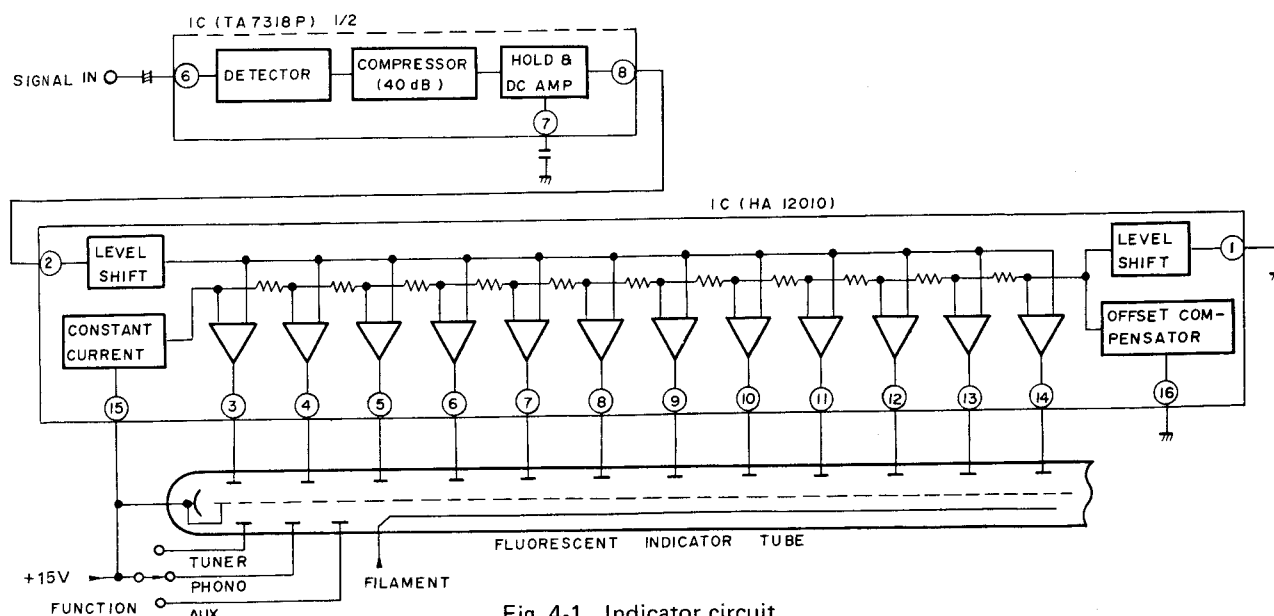 IC (TA7318P) 1/2
SIGNAL IN
6
DETECTOR
COMPRESSOR
(40 dB)
HOLD &
DC AMP
8
7
IC (HA 12010)
2
LEVEL
SHIFT
LEVEL
SHIFT
1
CONSTANT
CURRENT
OFFSET COM-
PENSATOR
15
3
4
5
6
7
8
9
10
11
12
13
14
16
FLUORESCENT INDICATOR TUBE
TUNER
+15V
PHONO
FILAMENT
FUNCTION
AUX
Fig. 4-1 Indicator circuit